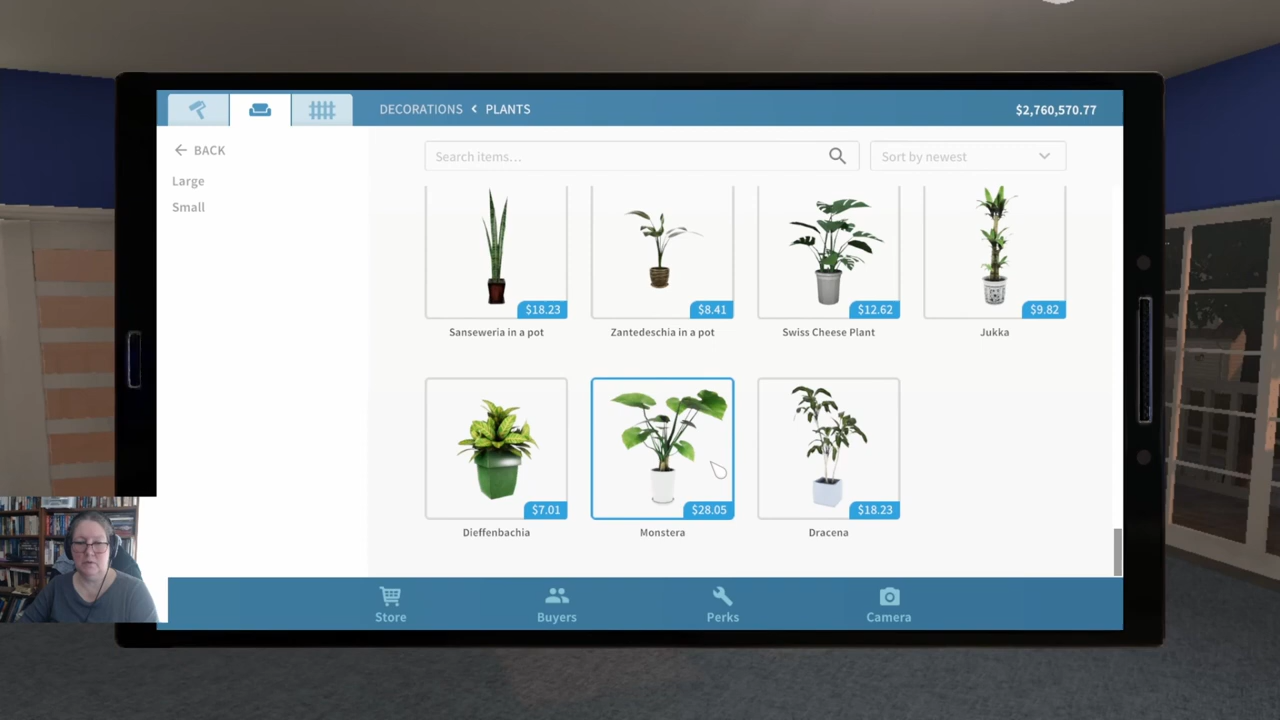 DECORATIONS < PLANTS
$2,760,570.77
BACK
Search items...
Sort by newest
Large
Small
$18.23
$8.41
$12.62
$9.82
Sanseweria in a pot
Zantedeschia in a pot
Swiss Cheese Plant
Jukka
$7.01
$28.05
$18.23
Dieffenbachia
Monstera
Dracena
Store
Buyers
Perks
Camera